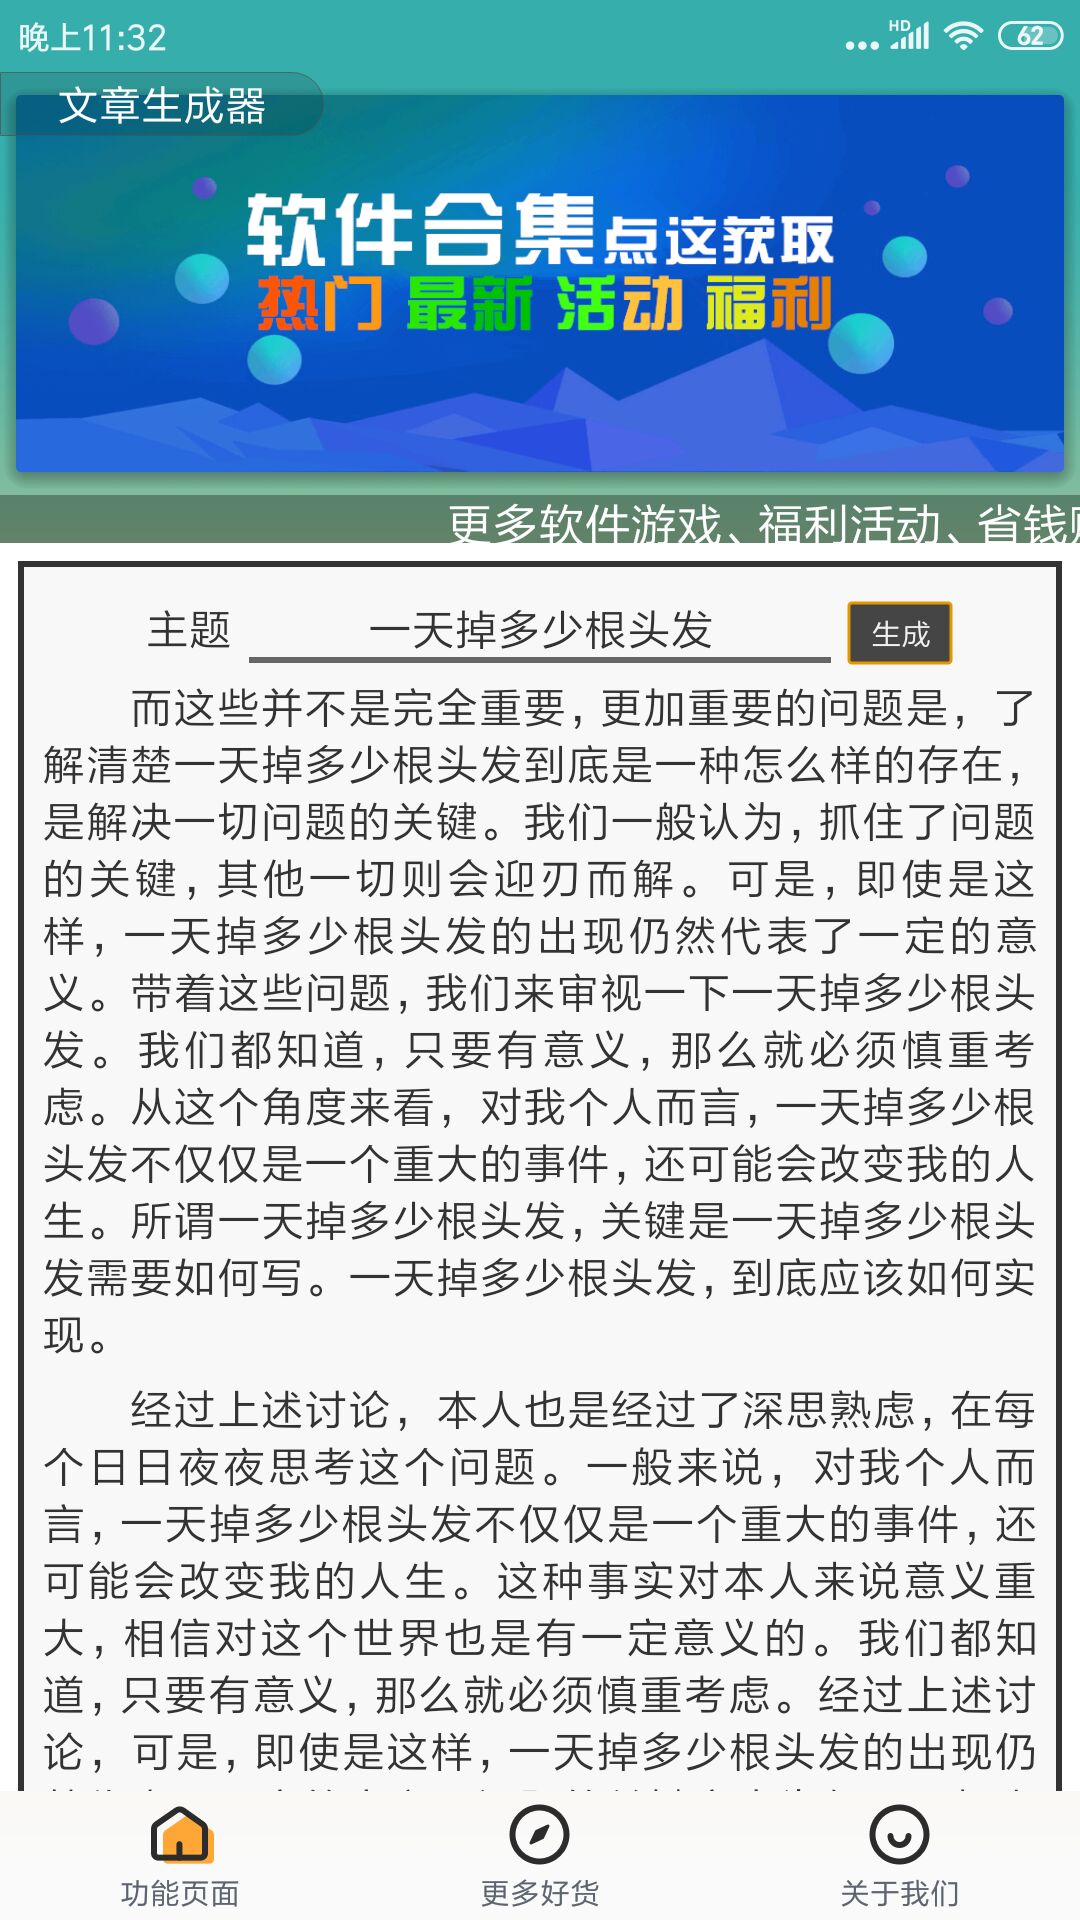 晚上11:32
HD
62
文章生成器
软件合集点这获取
热门 最新 活动 福利
更多软件游戏、福利活动、省钱
主题 一天掉多少根头发 生成
而这些并不是完全重要,更加重要的问题是，了
解清楚一天掉多少根头发到底是一种怎么样的存在,
是解决一切问题的关键。我们一般认为,抓住了问题
的关键,其他一切则会迎刃而解。可是,即使是这
样,一天掉多少根头发的出现仍然代表了一定的意
义。带着这些问题,我们来审视一下一天掉多少根头
发。我们都知道,只要有意义,那么就必须慎重考
虑。从这个角度来看，对我个人而言,一天掉多少根
头发不仅仅是一个重大的事件,还可能会改变我的人
生。所谓一天掉多少根头发,关键是一天掉多少根头
发需要如何写。一天掉多少根头发,到底应该如何实
现。
经过上述讨论，本人也是经过了深思熟虑,在每
个日日夜夜思考这个问题。一般来说，对我个人而
言,一天掉多少根头发不仅仅是一个重大的事件,还
可能会改变我的人生。这种事实对本人来说意义重
大,相信对这个世界也是有一定意义的。我们都知
道,只要有意义,那么就必须慎重考虑。经过上述讨
论，可是,即使是这样,一天掉多少根头发的出现仍
功能页面
更多好货
关于我们